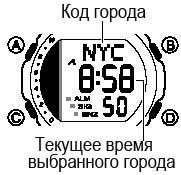 Код города
A
B
NYC
A
8:58
ALM
SIG
50
C
D
Текущее время
выбранного города